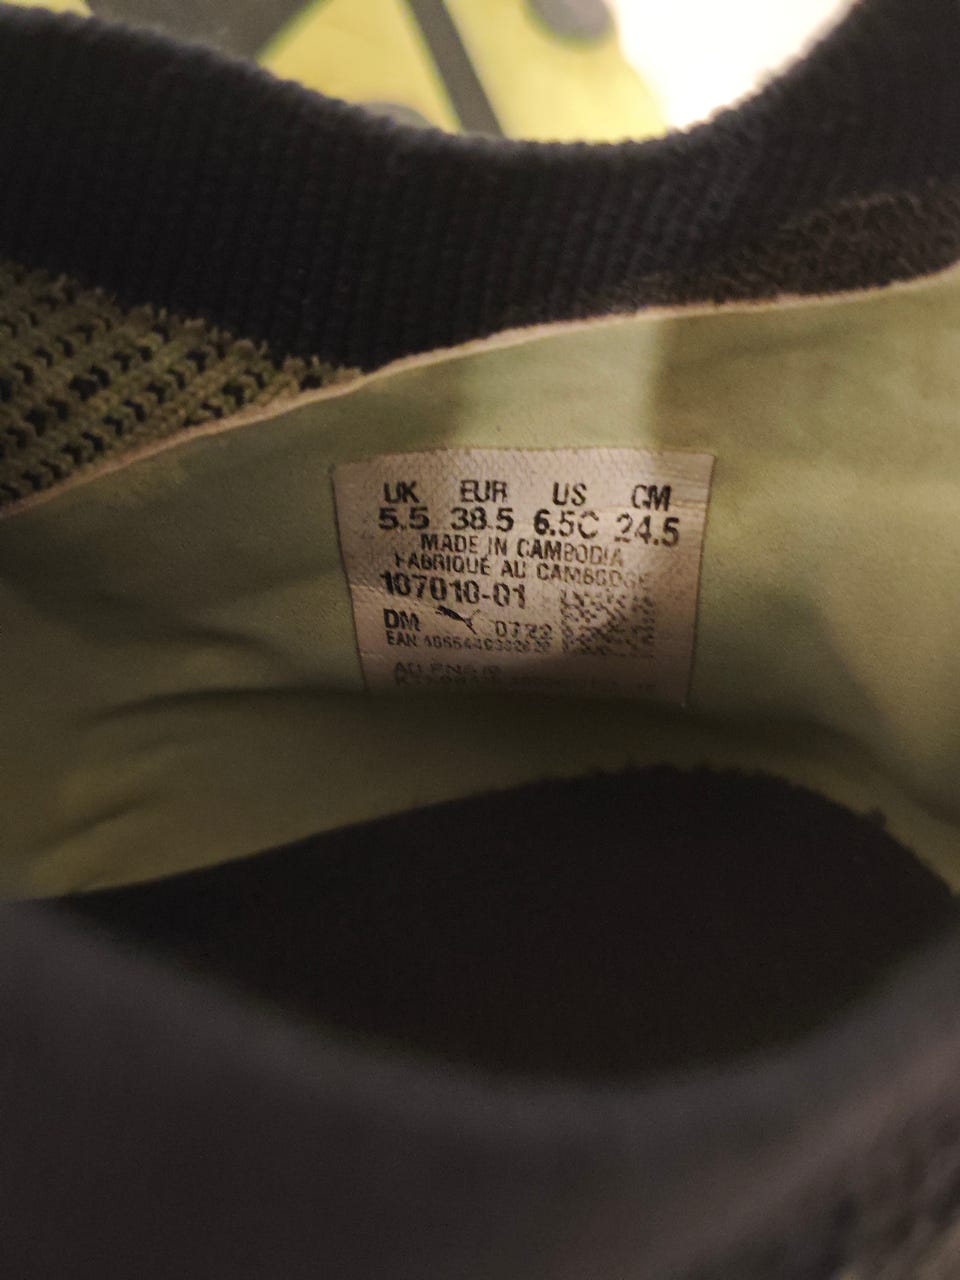 UK EUR US CM
5.5 38.5 6.5C 24.5
MADE IN CAMBODIA
FABRIQUÉ AU CAMBODGE
107010-01
DM 0722
EAN